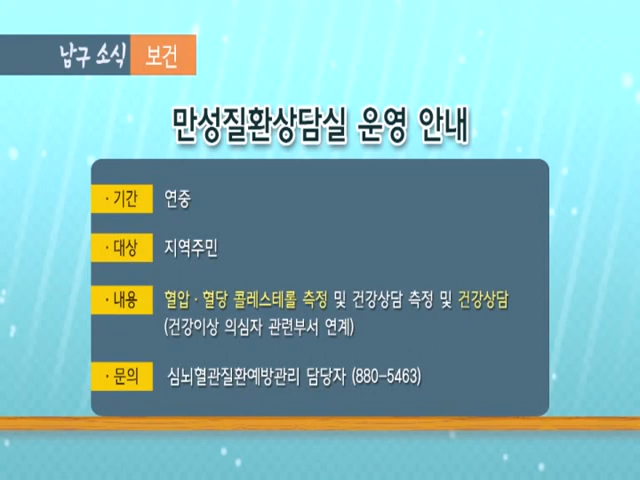 남구 소식 보건
만성질환상담실 운영 안내
· 기간 연중
· 대상 지역주민
· 내용 혈압 · 혈당 콜레스테롤 측정 및 건강상담 측정 및 건강상담
(건강이상 의심자 관련부서 연계)
· 문의 심뇌혈관질환예방관리 담당자 (880-5463)